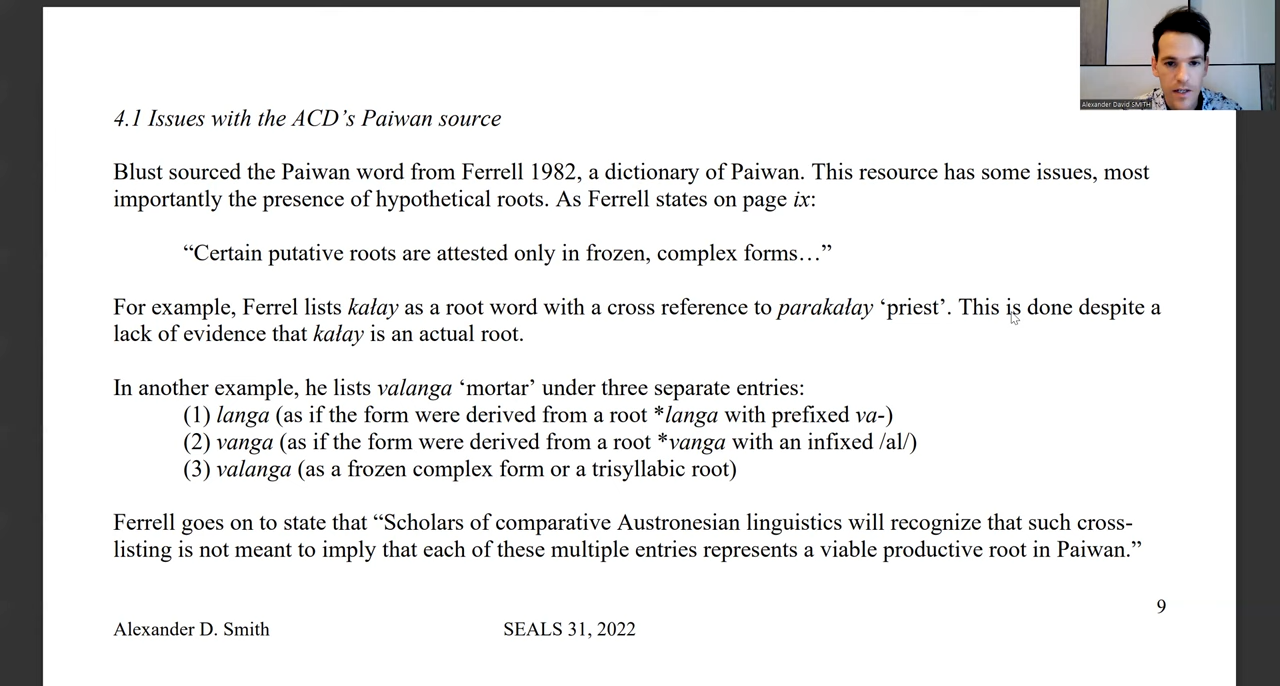 Alexander David SMITH
4.1 Issues with the ACD’s Paiwan source
Blust sourced the Paiwan word from Ferrell 1982, a dictionary of Paiwan. This resource has some issues, most
importantly the presence of hypothetical roots. As Ferrell states on page ix:
“Certain putative roots are attested only in frozen, complex forms…”
For example, Ferrel lists kałay as a root word with a cross reference to parakałay ‘priest’. This is done despite a
lack of evidence that kałay is an actual root.
In another example, he lists valanga ‘mortar’ under three separate entries:
(1) langa (as if the form were derived from a root *langa with prefixed va-)
(2) vanga (as if the form were derived from a root *vanga with an infixed /al/)
(3) valanga (as a frozen complex form or a trisyllabic root)
Ferrell goes on to state that “Scholars of comparative Austronesian linguistics will recognize that such cross-
listing is not meant to imply that each of these multiple entries represents a viable productive root in Paiwan.”
9
Alexander D. Smith SEALS 31, 2022